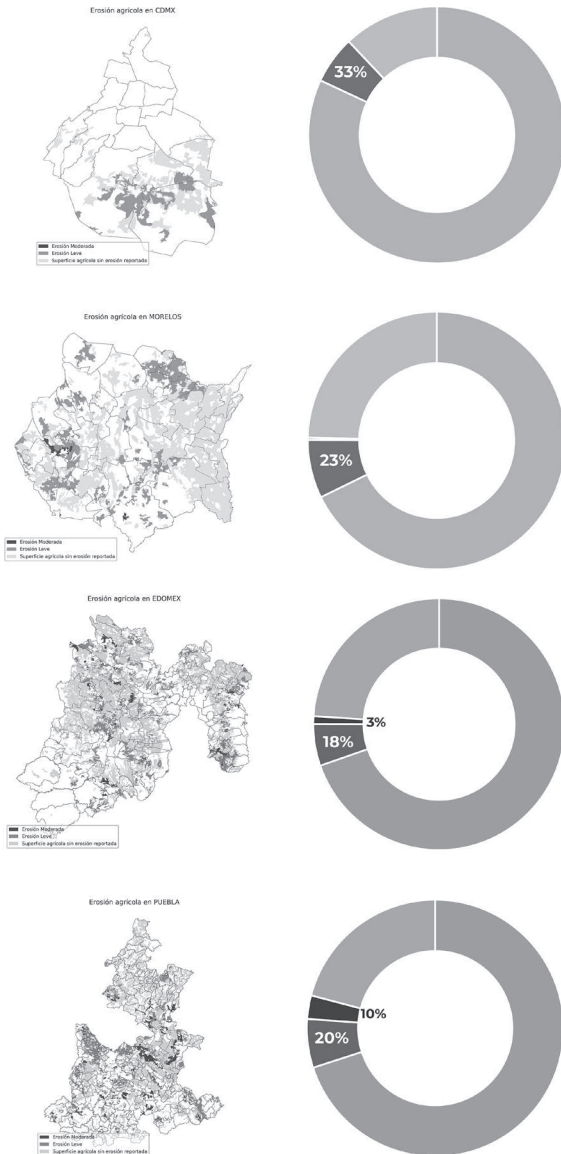 Erosión agrícola en CDMX
33%
Erosión Moderada
Erosión Leve
Superficie agrícola sin erosión reportada
Erosión agrícola en MORELOS
23%
Erosión Moderada
Erosión Leve
Superficie agrícola sin erosión reportada
Erosión agrícola en EDOMEX
3%
18%
Erosión Moderada
Erosión Leve
Superficie agrícola sin erosión reportada
Erosión agrícola en PUEBLA
10%
20%
Erosión Moderada
Erosión Leve
Superficie agrícola sin erosión reportada